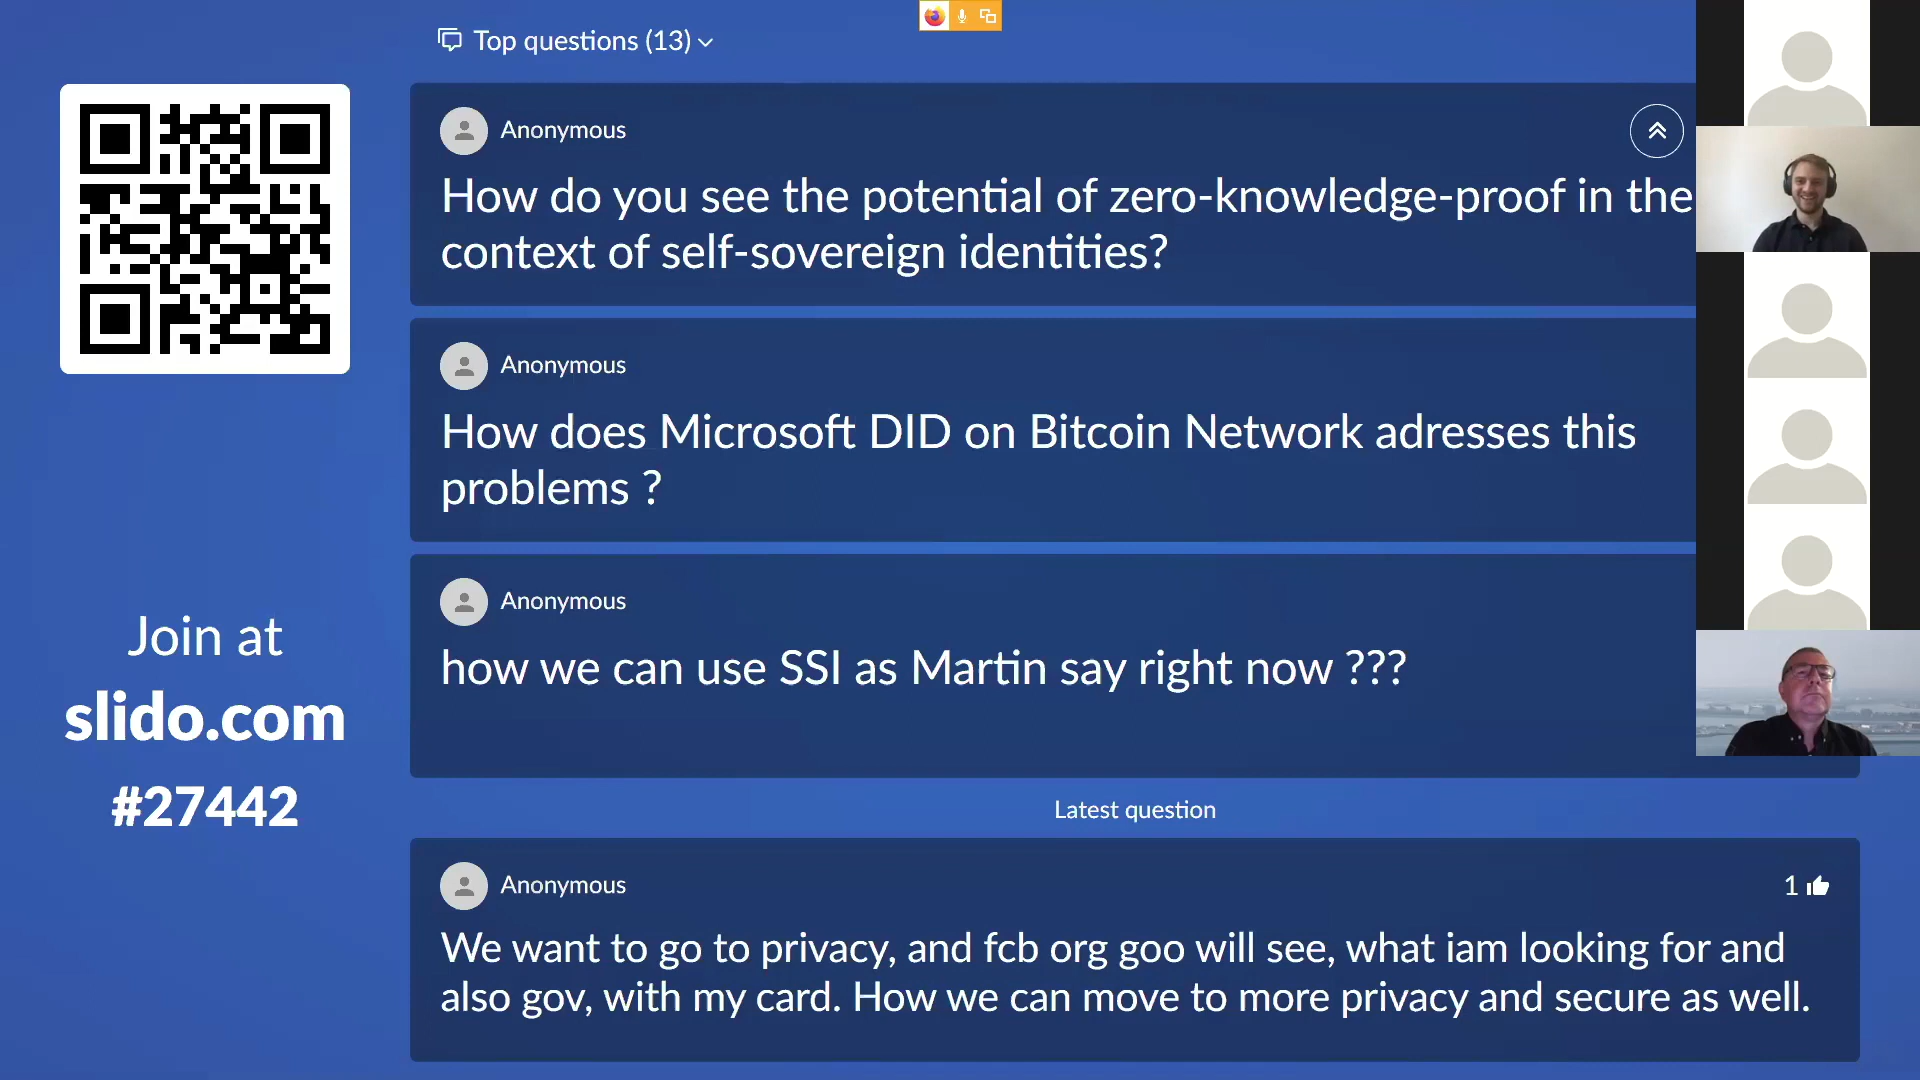 Top questions (13)
Anonymous
How do you see the potential of zero-knowledge-proof in the
context of self-sovereign identities?
Anonymous
How does Microsoft DID on Bitcoin Network adresses this
problems ?
Anonymous
how we can use SSI as Martin say right now ???
Join at
slido.com
#27442
Latest question
Anonymous
1
We want to go to privacy, and fcb org goo will see, what iam looking for and
also gov, with my card. How we can move to more privacy and secure as well.